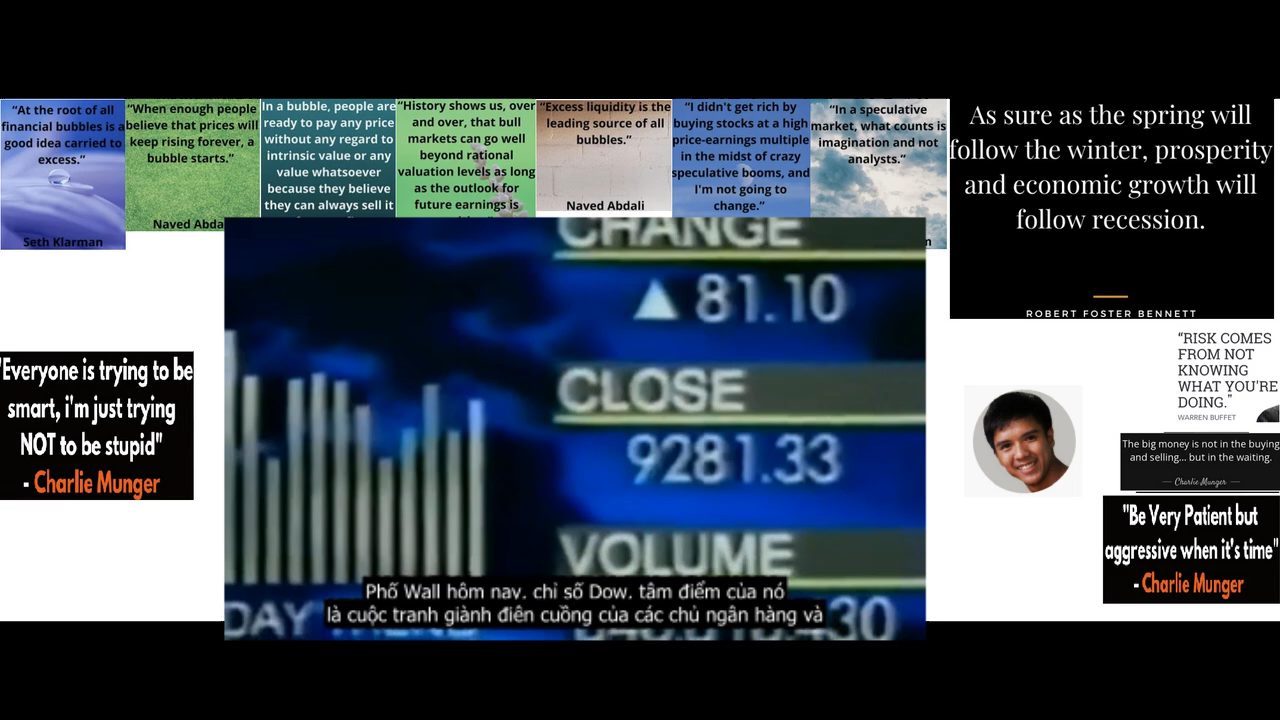 “At the root of all
financial bubbles is a
good idea carried to
excess.”
Seth Klarman
“When enough people
believe that prices will
keep rising forever, a
bubble starts.”
Naved Abda
In a bubble, people are
ready to pay any price
without any regard to
intrinsic value or any
value whatsoever
because they believe
they can always sell it
“History shows us, over
and over, that bull
markets can go well
beyond rational
valuation levels as long
as the outlook for
future earnings is
“Excess liquidity is the
leading source of all
bubbles.”
Naved Abdali
“I didn't get rich by
buying stocks at a high
price-earnings multiple
in the midst of crazy
speculative booms, and
I'm not going to
change.”
“In a speculative
market, what counts is
imagination and not
analysts.”
As sure as the spring will
follow the winter, prosperity
and economic growth will
follow recession.
ROBERT FOSTER BENNETT
"Everyone is trying to be
smart, i'm just trying
NOT to be stupid"
- Charlie Munger
CHANGE
▲ 81.10
CLOSE
9281.33
VOLUME
DAY
30
Phố Wall hôm nay, chỉ số Dow, tâm điểm của nó
là cuộc tranh giành điên cuồng của các chủ ngân hàng và
“RISK COMES
FROM NOT
KNOWING
WHAT YOU'RE
DOING.”
WARREN BUFFET
The big money is not in the buying
and selling... but in the waiting.
— Charlie Munger —
"Be Very Patient but
aggressive when it's time"
- Charlie Munger